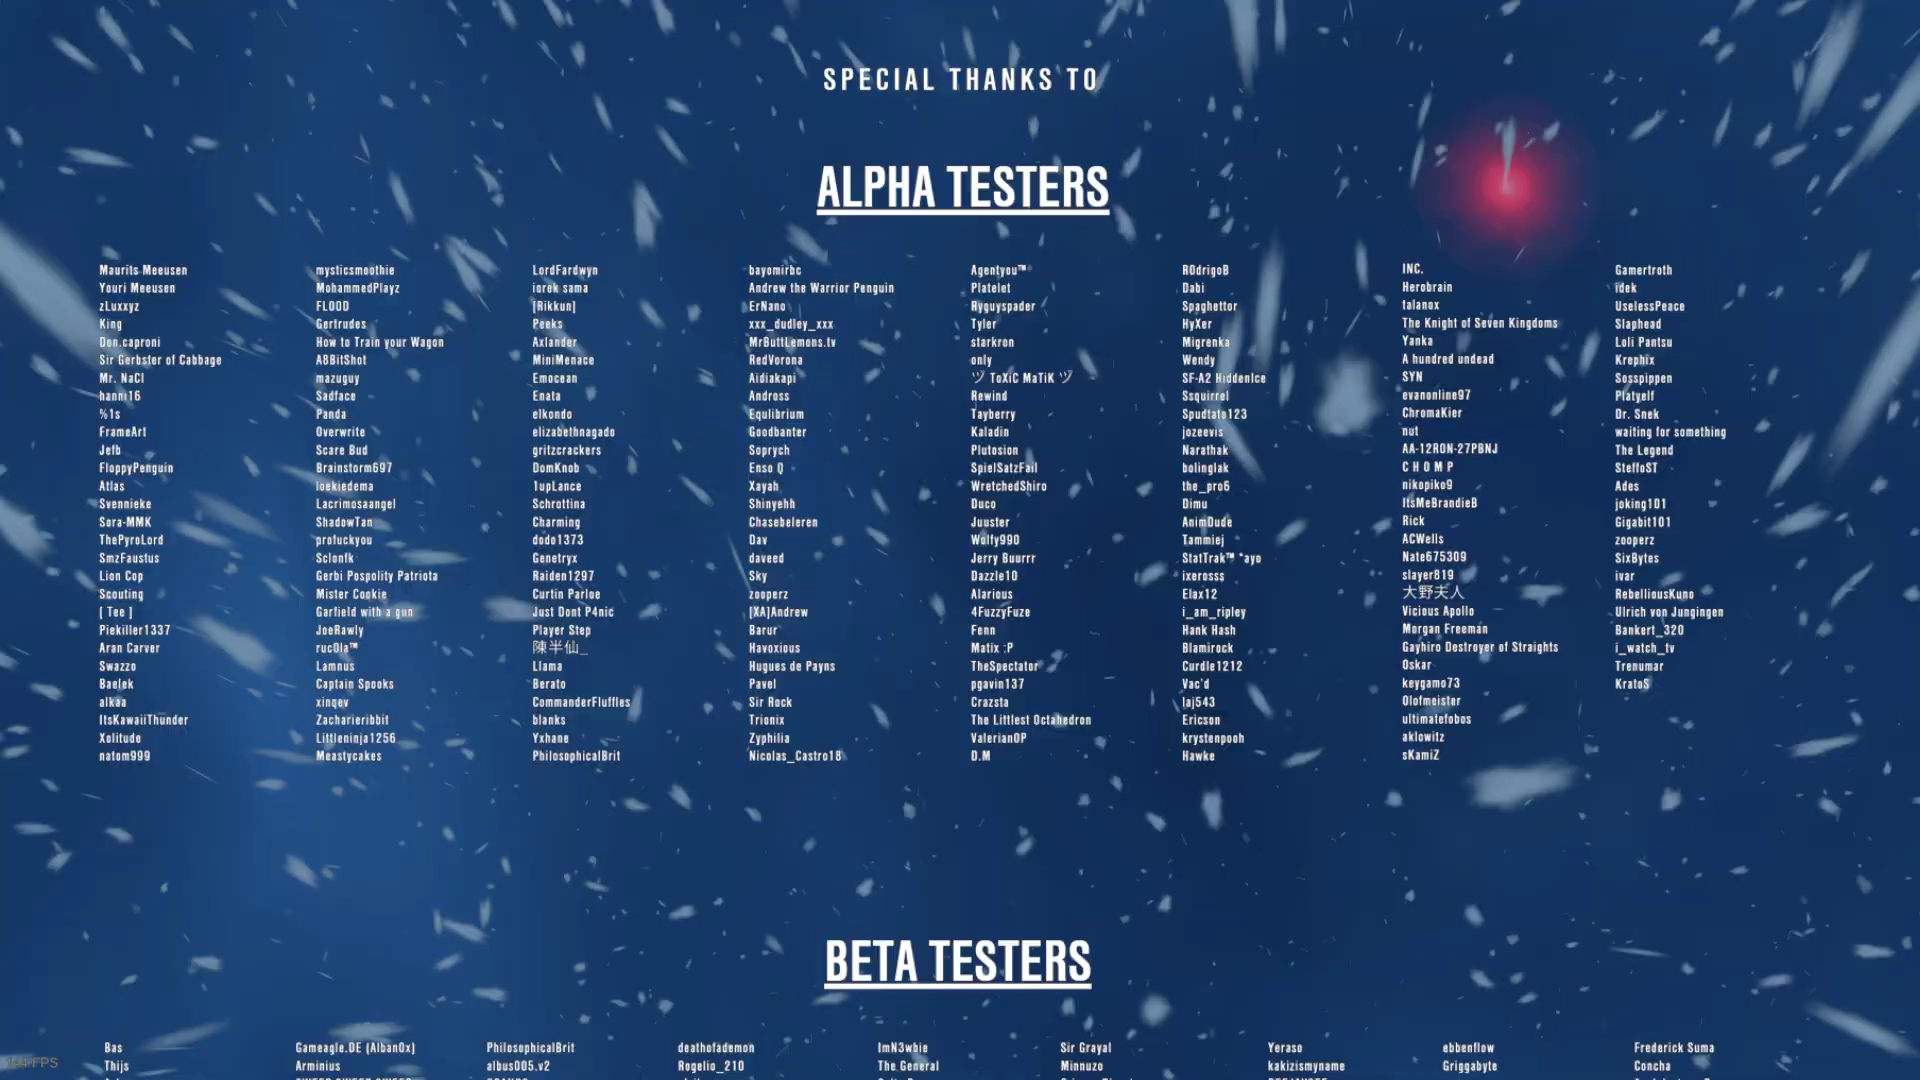 SPECIAL THANKS TO
ALPHA TESTERS
Maurits Meeusen
Youri Meeusen
zLuxxyz
King
Don.caproni
Sir Gerbster of Cabbage
Mr. NaCl
hanni16
%1s
FrameArt
Jefb
FloppyPenguin
Atlas
Svennieke
Sora-MMK
ThePyroLord
SmzFaustus
Lion Cop
Scouting
[ Tee ]
Piekiller1337
Aran Carver
Swazzo
Baelek
alkaa
ItsKawaiiThunder
Xolitude
natom999
mysticsmoothie
MohammedPlayz
FLOOD
Gertrudes
How to Train your Wagon
A8BitShot
mazuguy
Sadface
Panda
Overwrite
Scare Bud
Brainstorm697
loekiedema
Lacrimosaangel
ShadowTan
profuckyou
Sclonfk
Gerbi Pospolity Patriota
Mister Cookie
Garfield with a gun
JoeRawly
rucOla™
Lamnus
Captain Spooks
xinqev
Zacharieribbit
Littleninja1256
Meastycakes
LordFardwyn
iorek sama
[Rikkun]
Peeks
Axlander
MiniMenace
Emocean
Enata
elkondo
elizabethnagado
gritzcrackers
DomKnob
1upLance
Schrottina
Charming
dodo1373
Genetryx
Raiden1297
Curtin Parloe
Just Dont P4nic
Player Step
陳半仙_
Llama
Berato
CommanderFluffles
blanks
Yxhane
PhilosophicalBrit
bayomirbc
Andrew the Warrior Penguin
ErNano
xxx_dudley_xxx
MrButtLemons.tv
RedVorona
Aidiakapi
Andross
Equlibrium
Goodbanter
Soprych
Enso Q
Xayah
Shinyehh
Chasebeleren
Dav
daveed
Sky
zooperz
[XA]Andrew
Barur
Havoxious
Hugues de Payns
Pavel
Sir Rock
Trionix
Zyphilia
Nicolas_Castro18
Agentyou™
Platelet
Ryguyspader
Tyler
starkron
only
ヅ ToXiC MaTiK ヅ
Rewind
Tayberry
Kaladin
Plutosion
SpielSatzFail
WretchedShiro
Duco
Juuster
Wolfy990
Jerry Buurrr
Dazzle10
Alarious
4FuzzyFuze
Fenn
Matix :P
TheSpectator
pgavin137
Crazsta
The Littlest Octahedron
ValerianOP
D.M
ROdrigoB
Dabi
Spaghettor
HyXer
Migrenka
Wendy
SF-A2 HiddenIce
Ssquirrel
Spudtato123
jozeevis
Narathak
bolinglak
the_pro6
Dimu
AnimDude
Tammiej
StatTrak™ *ayo
ixerosss
Elax12
i_am_ripley
Hank Hash
Blamirock
Curdle1212
Vac'd
laj543
Ericson
krystenpooh
Hawke
INC.
Herobrain
talanox
The Knight of Seven Kingdoms
Yanka
A hundred undead
SYN
evanonline97
ChromaKier
nut
AA-12RON-27PBNJ
C H O M P
nikopiko9
ItsMeBrandieB
Rick
ACWells
Nate675309
slayer819
大野夫人
Vicious Apollo
Morgan Freeman
Gayhiro Destroyer of Straights
Oskar
keygamo73
Olofmeister
ultimatefobos
aklowitz
sKamiZ
Gamertroth
idek
UselessPeace
Slaphead
Loli Pantsu
Krephix
Sosspippen
Platyelf
Dr. Snek
waiting for something
The Legend
SteffoST
Ades
joking101
Gigabit101
zooperz
SixBytes
ivar
RebelliousKuno
Ulrich von Jungingen
Bankert_320
i_watch_tv
Trenumar
KratoS
BETA TESTERS
Bas
Thijs
Gameagle.DE (AlbanOx)
Arminius
PhilosophicalBrit
albus005.v2
deathofademon
Rogelio_210
ImN3wbie
The General
Sir Grayal
Minnuzo
Yeraso
kakizismyname
ebbenflow
Griggabyte
Frederick Suma
Concha